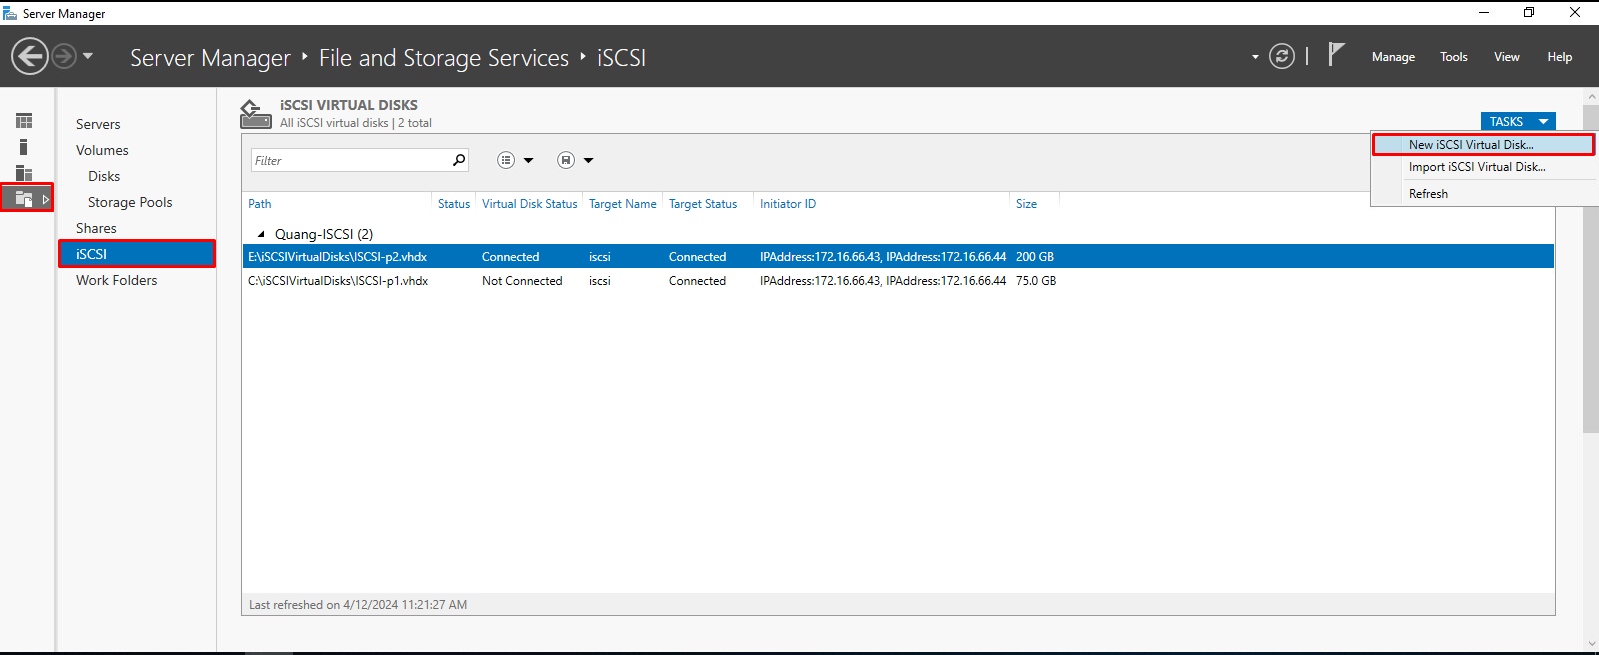 Server Manager
Server Manager ‣ File and Storage Services ‣ iSCSI
Manage Tools View Help
Servers
Volumes
Disks
Storage Pools
Shares
iSCSI
Work Folders
iSCSI VIRTUAL DISKS
All iSCSI virtual disks | 2 total
TASKS
New iSCSI Virtual Disk...
Import iSCSI Virtual Disk...
Refresh
Filter
Path Status Virtual Disk Status Target Name Target Status Initiator ID Size
Quang-ISCSI (2)
E:\iSCSIVirtualDisks\ISCSI-p2.vhdx Connected iscsi Connected IPAddress:172.16.66.43, IPAddress:172.16.66.44 200 GB
C:\iSCSIVirtualDisks\ISCSI-p1.vhdx Not Connected iscsi Connected IPAddress:172.16.66.43, IPAddress:172.16.66.44 75.0 GB
Last refreshed on 4/12/2024 11:21:27 AM